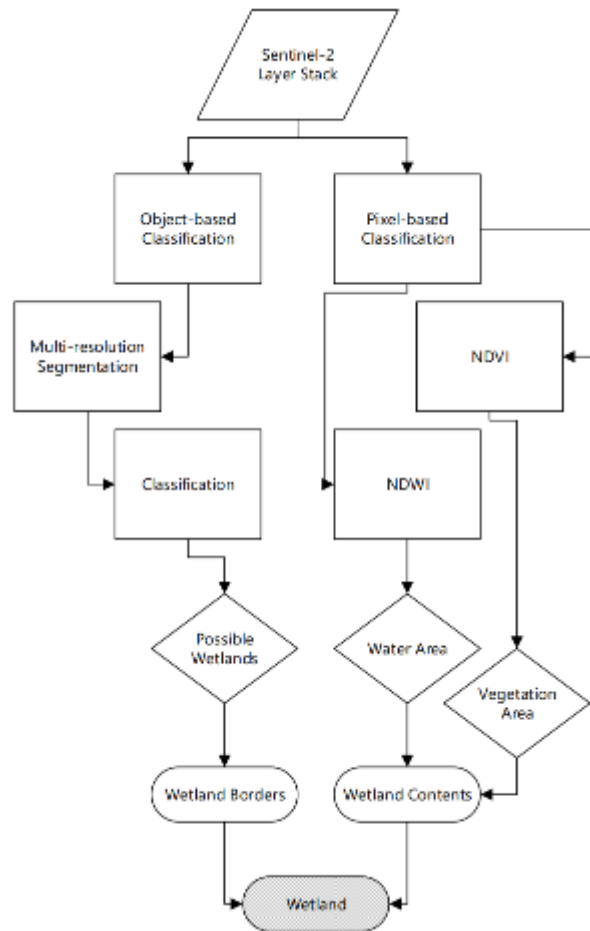 Sentinel-2
Layer Stack
Object-based
Classification
Pixel-based
Classification
Multi-resolution
Segmentation
NDVI
Classification
NDWI
Possible
Wetlands
Water Area
Vegetation
Area
Wetland Borders
Wetland Contents
Wetland